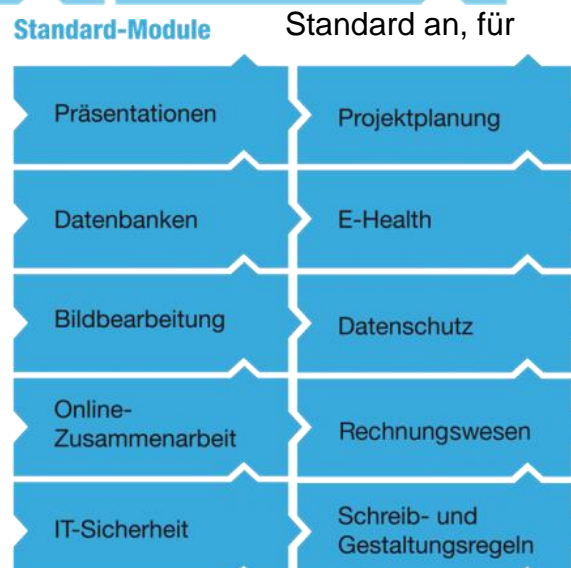 Standard-Module
Standard an, für
Präsentationen
Projektplanung
Datenbanken
E-Health
Bildbearbeitung
Datenschutz
Online-
Zusammenarbeit
Rechnungswesen
IT-Sicherheit
Schreib- und
Gestaltungsregeln